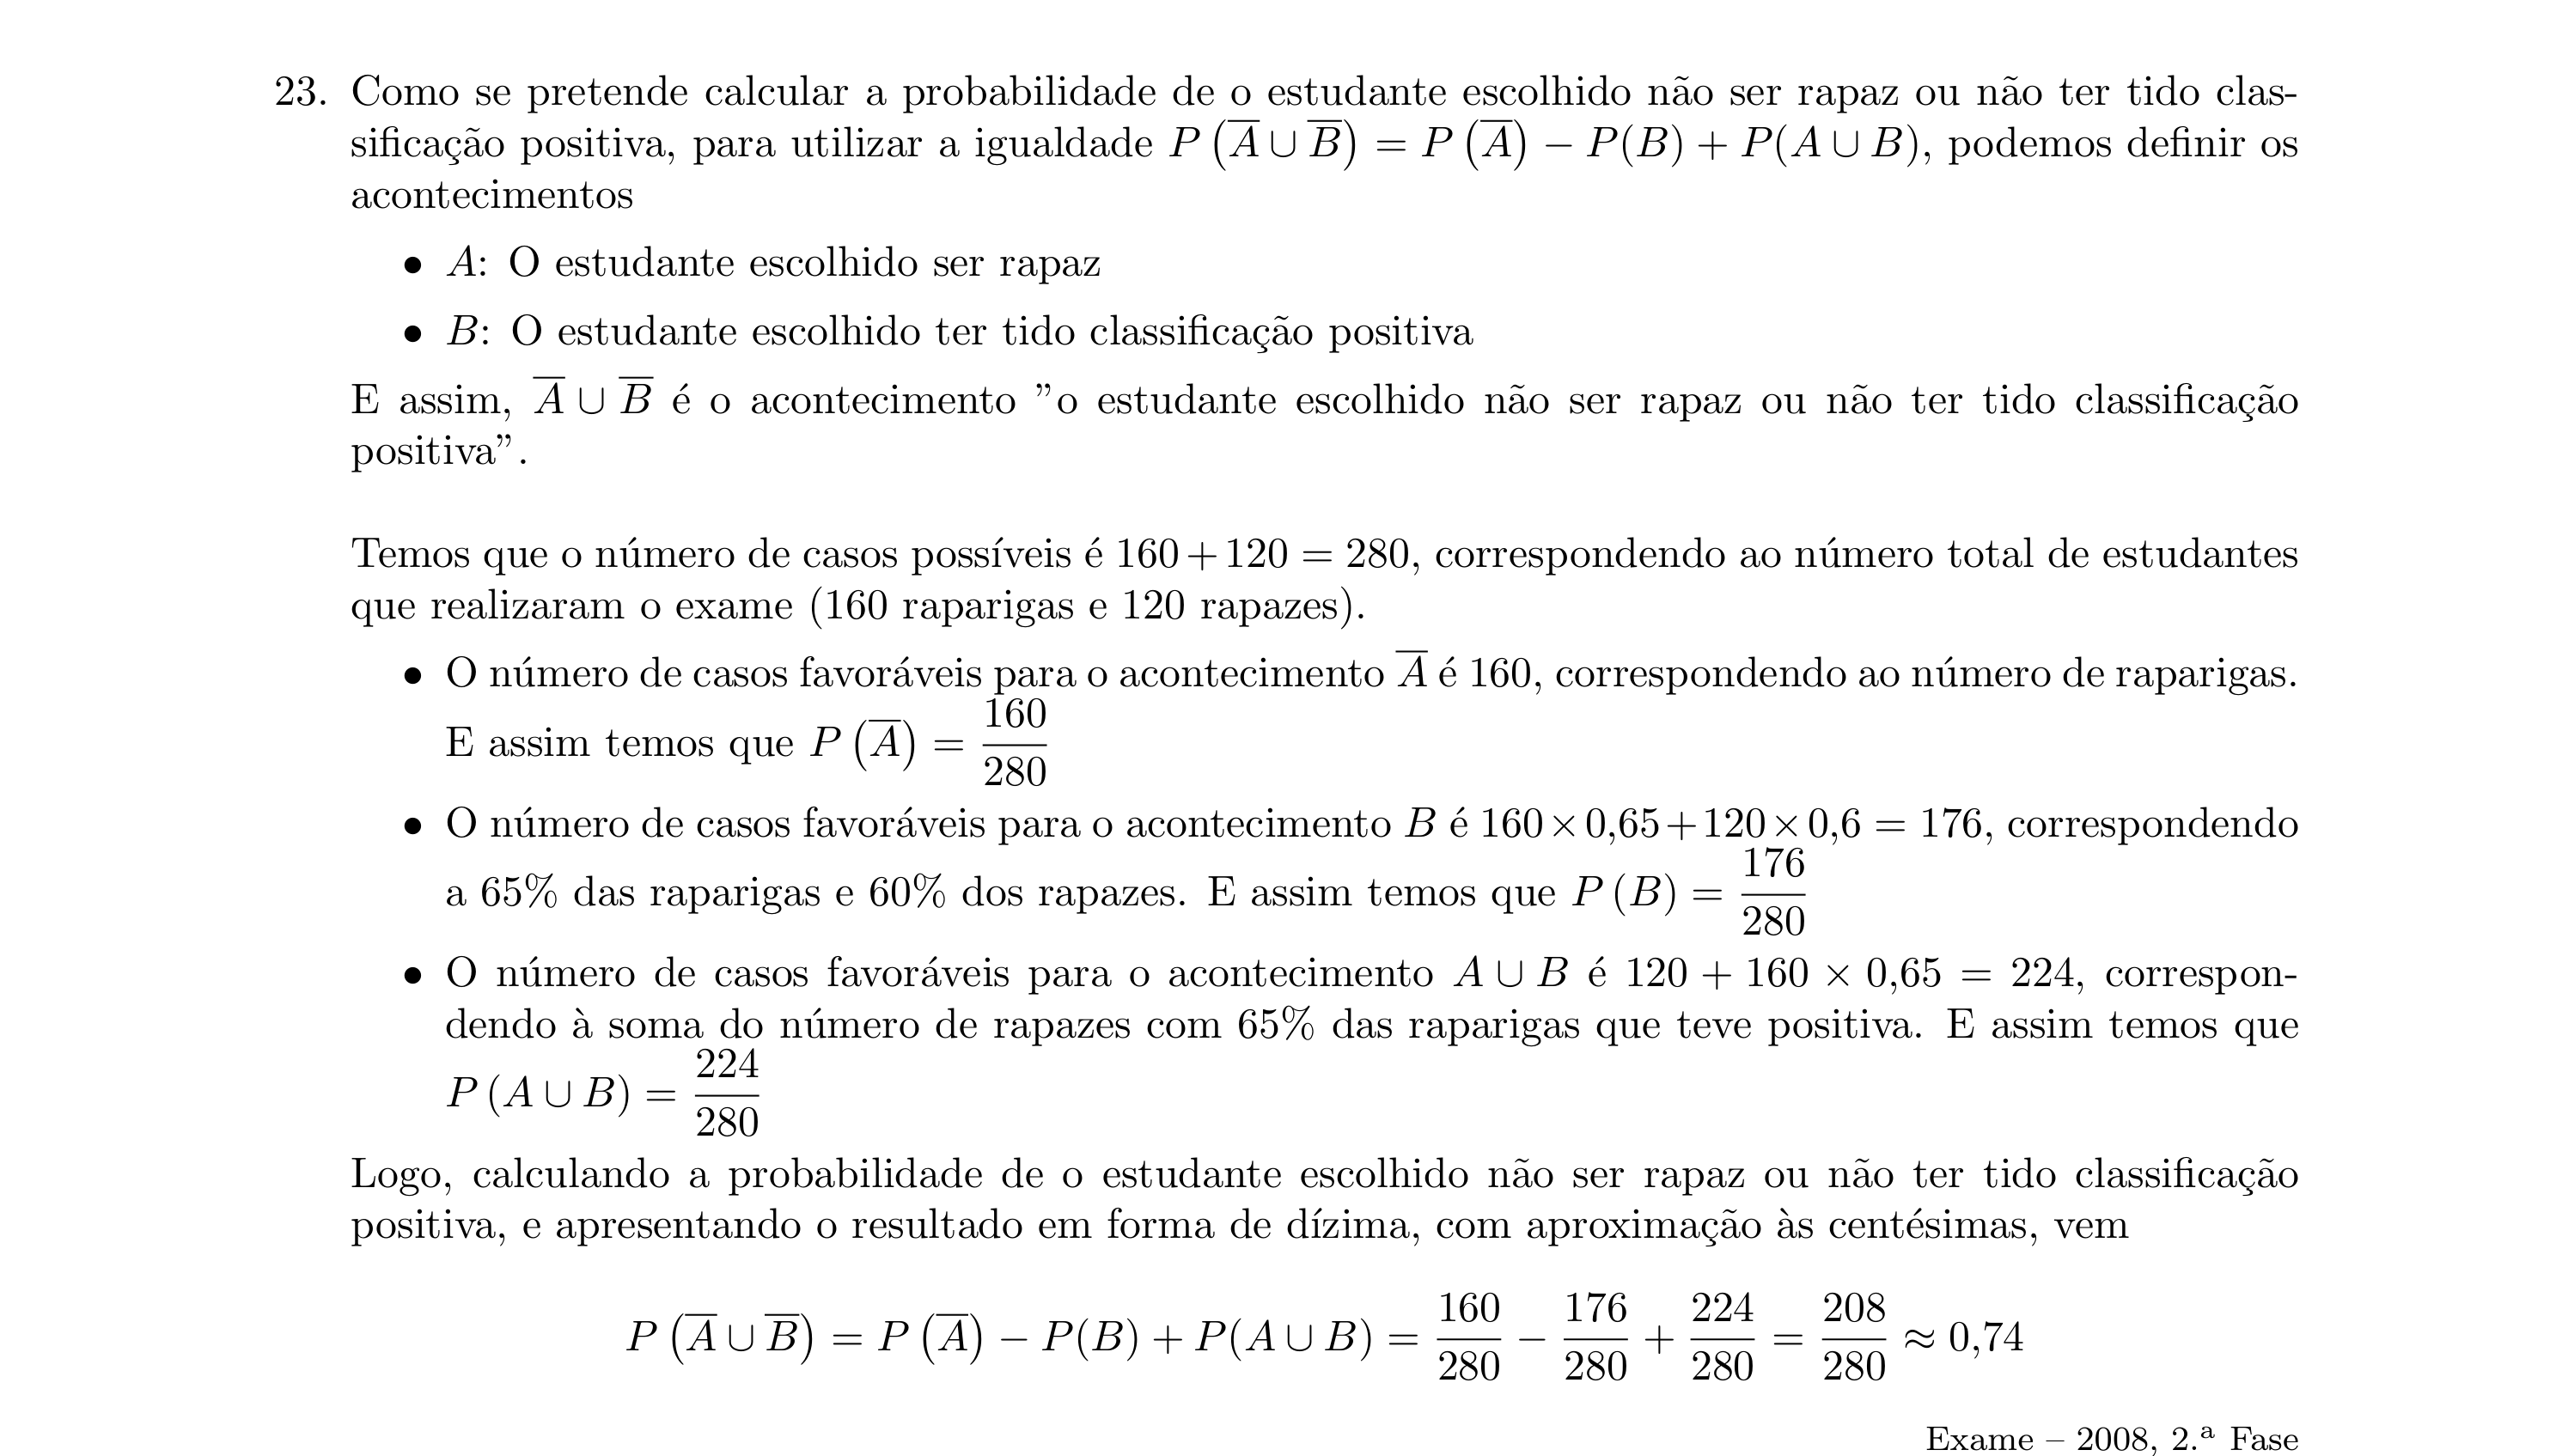 23. Como se pretende calcular a probabilidade de o estudante escolhido não ser rapaz ou não ter tido clas-
sificação positiva, para utilizar a igualdade $P\left(\overline{A} \cup \overline{B}\right) = P\left(\overline{A}\right) - P(B) + P(A \cup B)$, podemos definir os
acontecimentos
• $A$: O estudante escolhido ser rapaz
• $B$: O estudante escolhido ter tido classificação positiva
E assim, $\overline{A} \cup \overline{B}$ é o acontecimento ”o estudante escolhido não ser rapaz ou não ter tido classificação
positiva”.
Temos que o número de casos possíveis é $160 + 120 = 280$, correspondendo ao número total de estudantes
que realizaram o exame (160 raparigas e 120 rapazes).
• O número de casos favoráveis para o acontecimento $\overline{A}$ é 160, correspondendo ao número de raparigas.
E assim temos que $P\left(\overline{A}\right) = \dfrac{160}{280}$
• O número de casos favoráveis para o acontecimento $B$ é $160 \times 0{,}65 + 120 \times 0{,}6 = 176$, correspondendo
a 65% das raparigas e 60% dos rapazes. E assim temos que $P(B) = \dfrac{176}{280}$
• O número de casos favoráveis para o acontecimento $A \cup B$ é $120 + 160 \times 0{,}65 = 224$, correspon-
dendo à soma do número de rapazes com 65% das raparigas que teve positiva. E assim temos que
$P(A \cup B) = \dfrac{224}{280}$
Logo, calculando a probabilidade de o estudante escolhido não ser rapaz ou não ter tido classificação
positiva, e apresentando o resultado em forma de dízima, com aproximação às centésimas, vem
$P\left(\overline{A} \cup \overline{B}\right) = P\left(\overline{A}\right) - P(B) + P(A \cup B) = \dfrac{160}{280} - \dfrac{176}{280} + \dfrac{224}{280} = \dfrac{208}{280} \approx 0{,}74$
Exame – 2008, 2.ª Fase